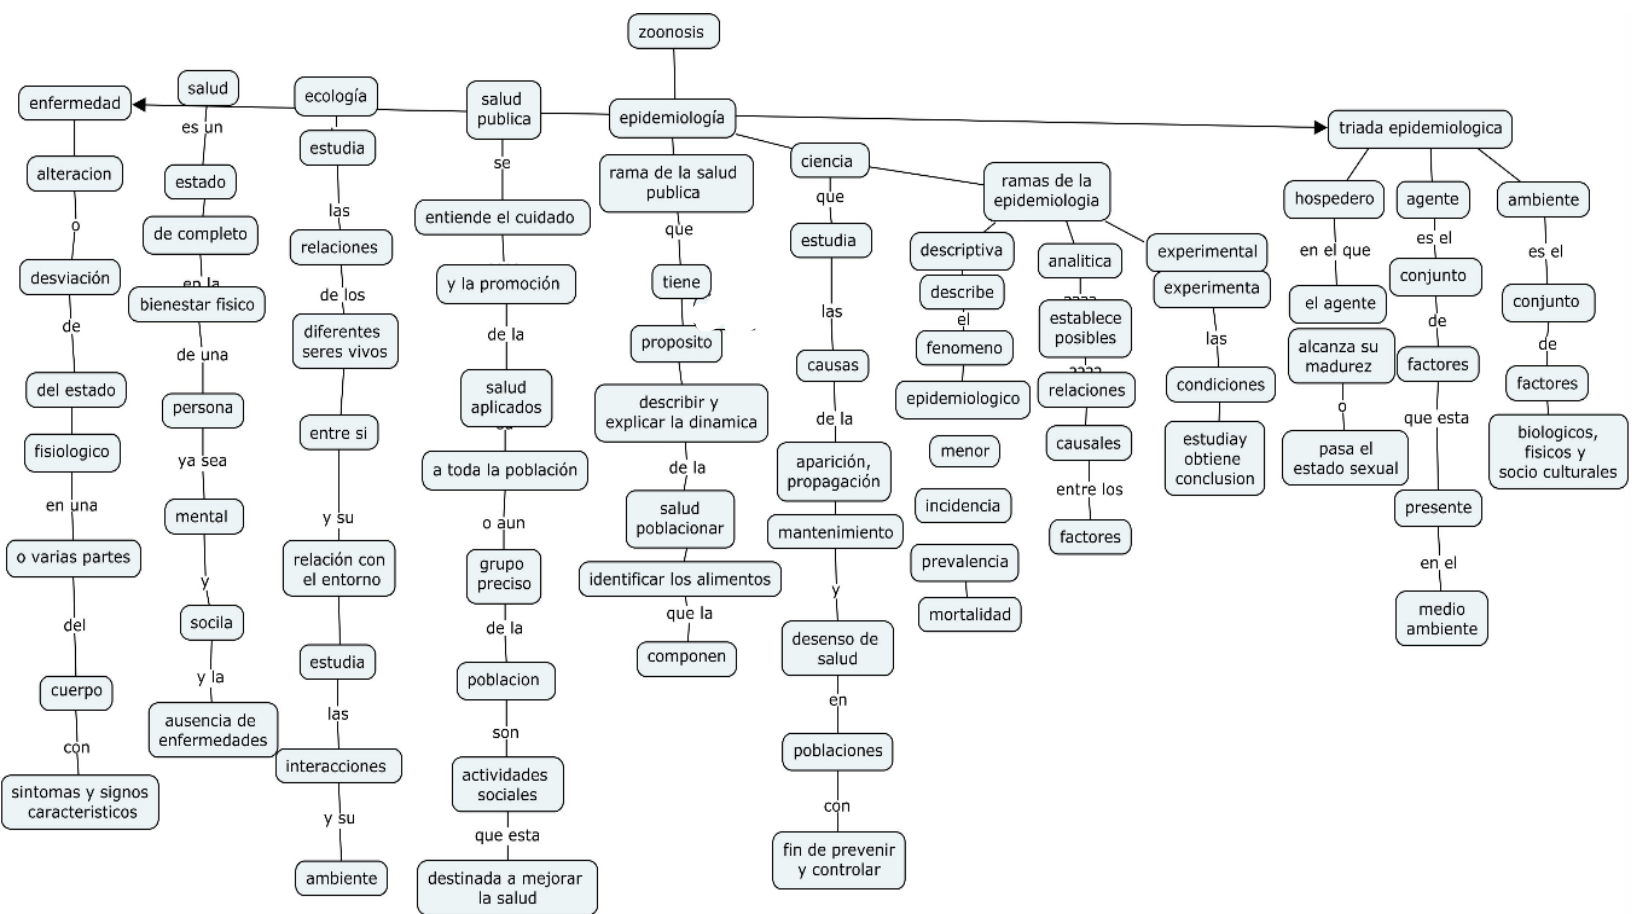 zoonosis
enfermedad
alteracion
o
desviación
de
del estado
fisiologico
en una
o varias partes
del
cuerpo
con
sintomas y signos
caracteristicos
salud
es un
estado
de completo
en la
bienestar fisico
de una
persona
ya sea
mental
y
socila
y la
ausencia de
enfermedades
ecología
estudia
las
relaciones
de los
diferentes
seres vivos
entre si
y su
relación con
el entorno
estudia
las
interacciones
y su
ambiente
salud
publica
se
entiende el cuidado
y la promoción
de la
salud
aplicados
a toda la población
o aun
grupo
preciso
de la
poblacion
son
actividades
sociales
que esta
destinada a mejorar
la salud
epidemiología
rama de la salud
publica
que
tiene
proposito
describir y
explicar la dinamica
de la
salud
poblacionar
identificar los alimentos
que la
componen
ciencia
que
estudia
las
causas
de la
aparición,
propagación
mantenimiento
y
desenso de
salud
en
poblaciones
con
fin de prevenir
y controlar
ramas de la
epidemiologia
descriptiva
describe
el
fenomeno
epidemiologico
menor
incidencia
prevalencia
mortalidad
analitica
????
establece
posibles
????
relaciones
causales
entre los
factores
experimental
experimenta
las
condiciones
estudiay
obtiene
conclusion
triada epidemiologica
hospedero
en el que
el agente
alcanza su
madurez
o
pasa el
estado sexual
agente
es el
conjunto
de
factores
que esta
presente
en el
medio
ambiente
ambiente
es el
conjunto
de
factores
biologicos,
fisicos y
socio culturales